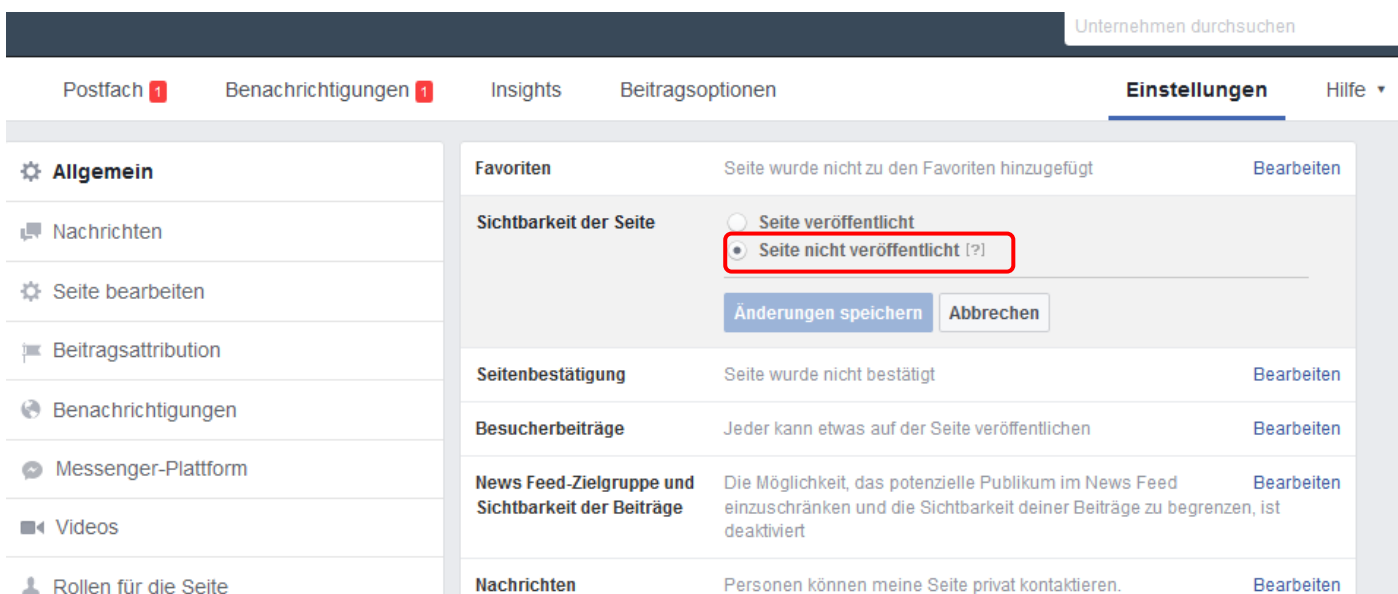 Unternehmen durchsuchen
Postfach 1 Benachrichtigungen 1 Insights Beitragsoptionen Einstellungen Hilfe
Allgemein
Nachrichten
Seite bearbeiten
Beitragsattribution
Benachrichtigungen
Messenger-Plattform
Videos
Rollen für die Seite
Favoriten Seite wurde nicht zu den Favoriten hinzugefügt Bearbeiten
Sichtbarkeit der Seite Seite veröffentlicht
Seite nicht veröffentlicht [?]
Änderungen speichern Abbrechen
Seitenbestätigung Seite wurde nicht bestätigt Bearbeiten
Besucherbeiträge Jeder kann etwas auf der Seite veröffentlichen Bearbeiten
News Feed-Zielgruppe und Die Möglichkeit, das potenzielle Publikum im News Feed Bearbeiten
Sichtbarkeit der Beiträge einzuschränken und die Sichtbarkeit deiner Beiträge zu begrenzen, ist
deaktiviert
Nachrichten Personen können meine Seite privat kontaktieren. Bearbeiten